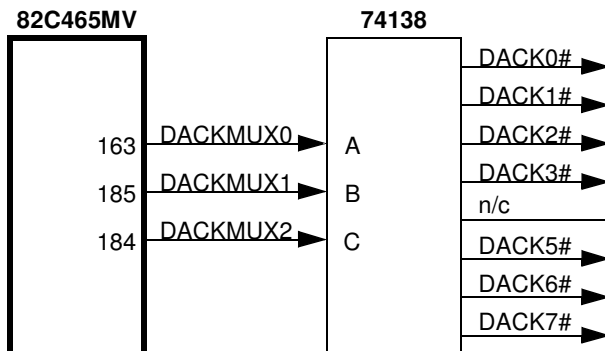 82C465MV 74138
DACK0#
DACK1#
163 DACKMUX0 A DACK2#
185 DACKMUX1 B DACK3#
n/c
184 DACKMUX2 C DACK5#
DACK6#
DACK7#